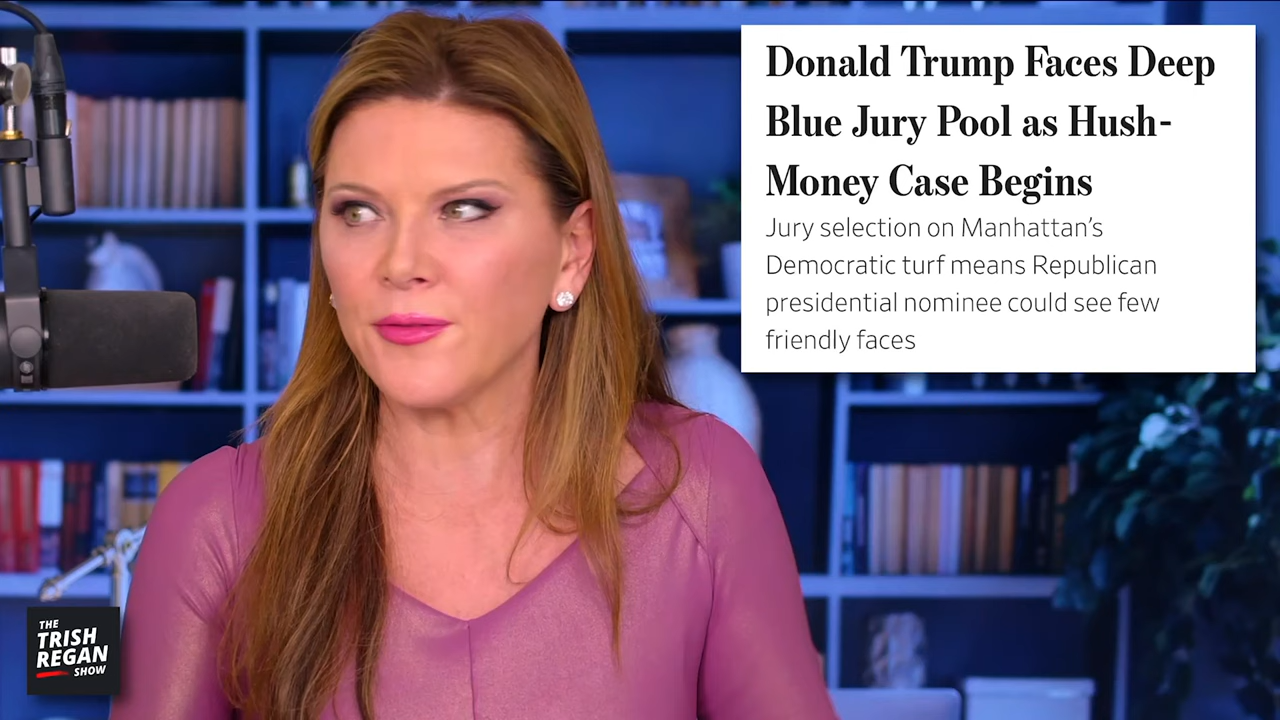 Donald Trump Faces Deep
Blue Jury Pool as Hush-
Money Case Begins
Jury selection on Manhattan's
Democratic turf means Republican
presidential nominee could see few
friendly faces
THE
TRISH
REGAN
SHOW